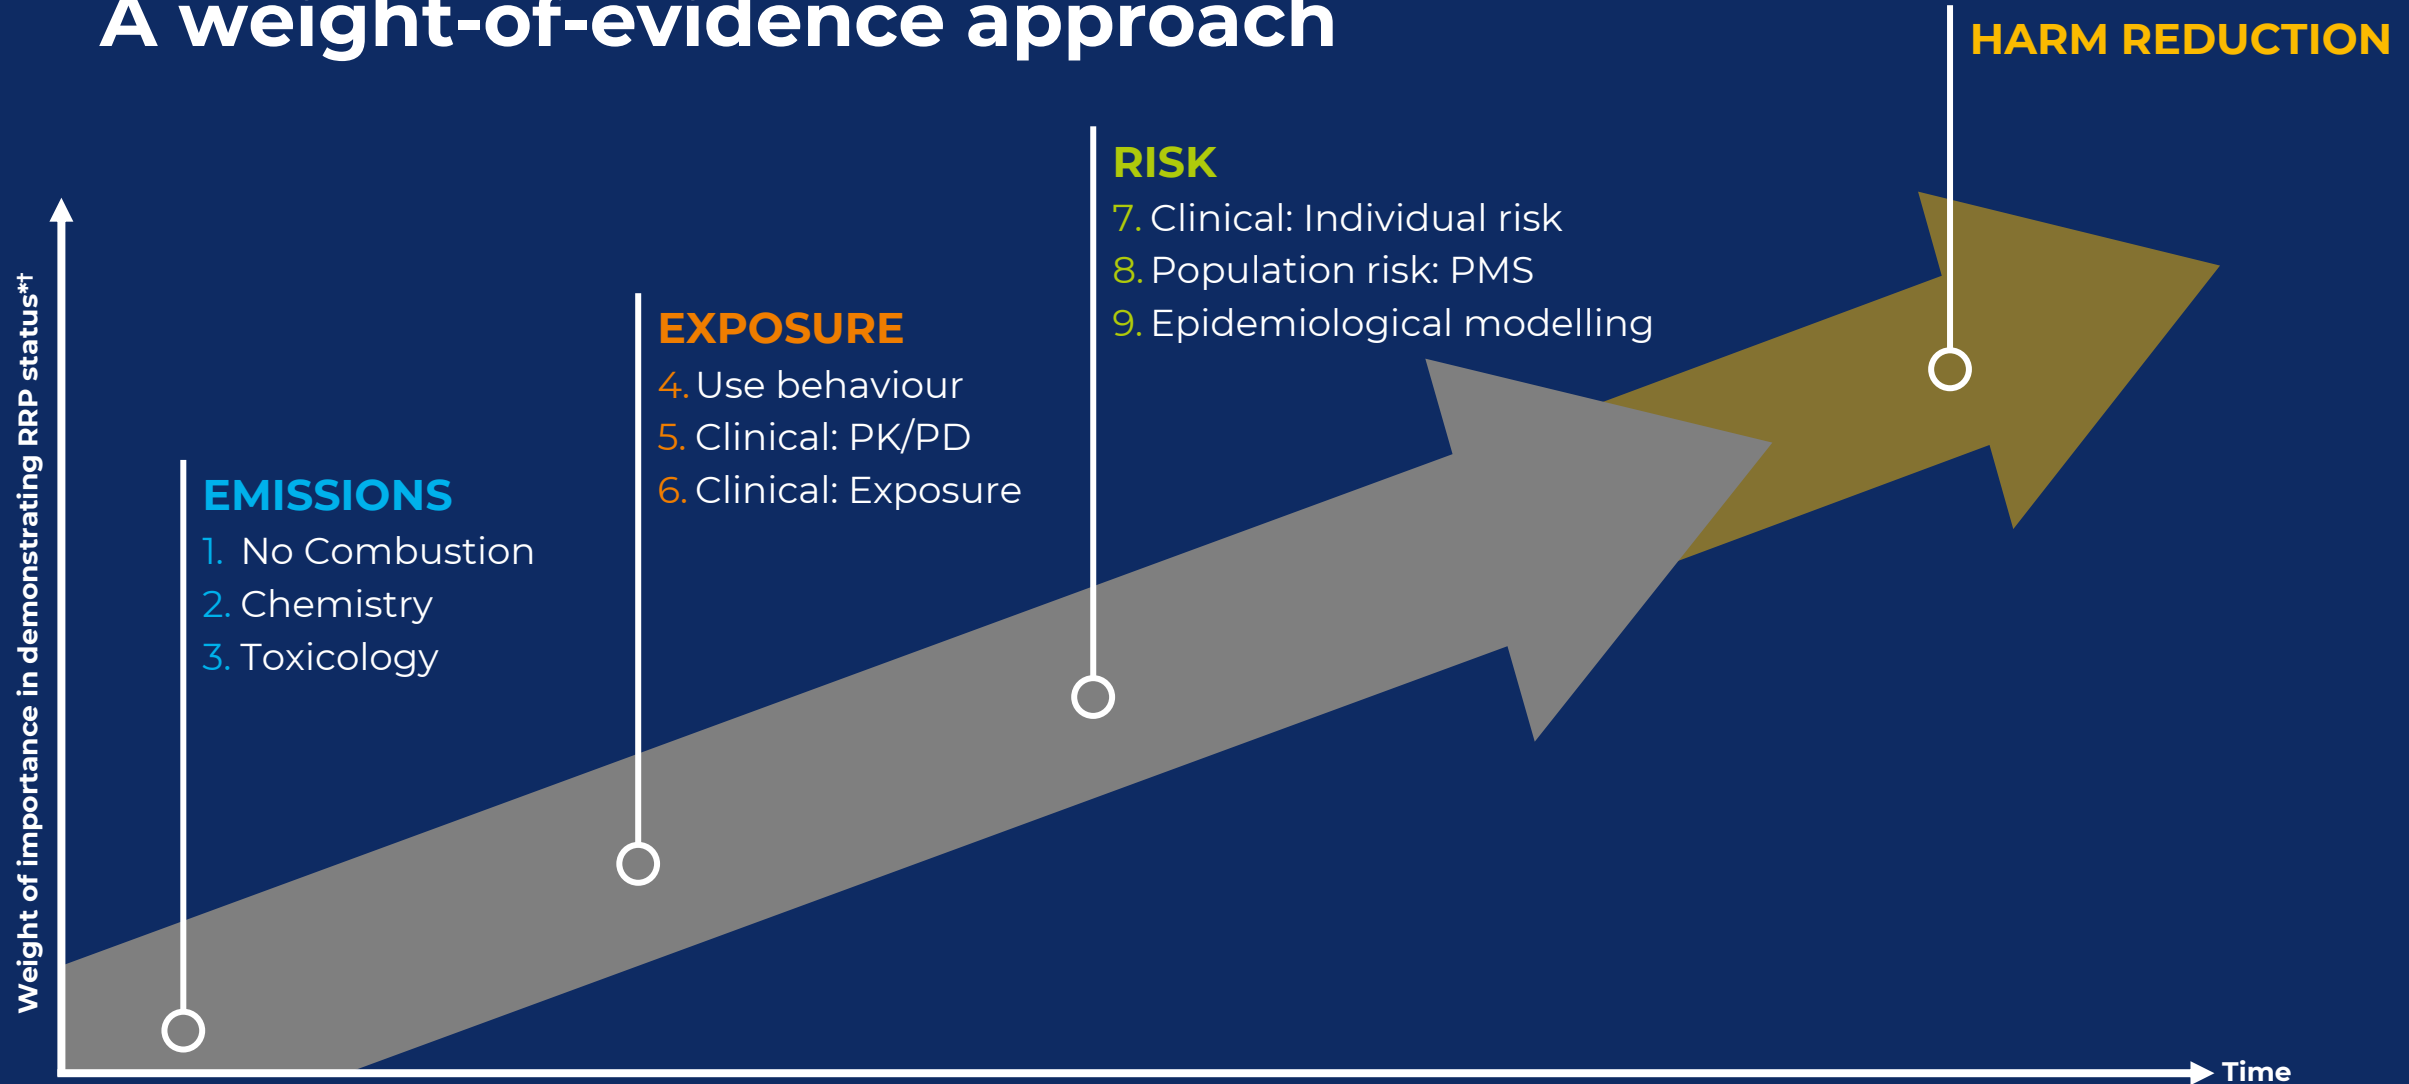 A weight-of-evidence approach
HARM REDUCTION
RISK
7. Clinical: Individual risk
8. Population risk: PMS
9. Epidemiological modelling
EXPOSURE
4. Use behaviour
5. Clinical: PK/PD
6. Clinical: Exposure
EMISSIONS
1. No Combustion
2. Chemistry
3. Toxicology
Weight of importance in demonstrating RRP status*†
Time